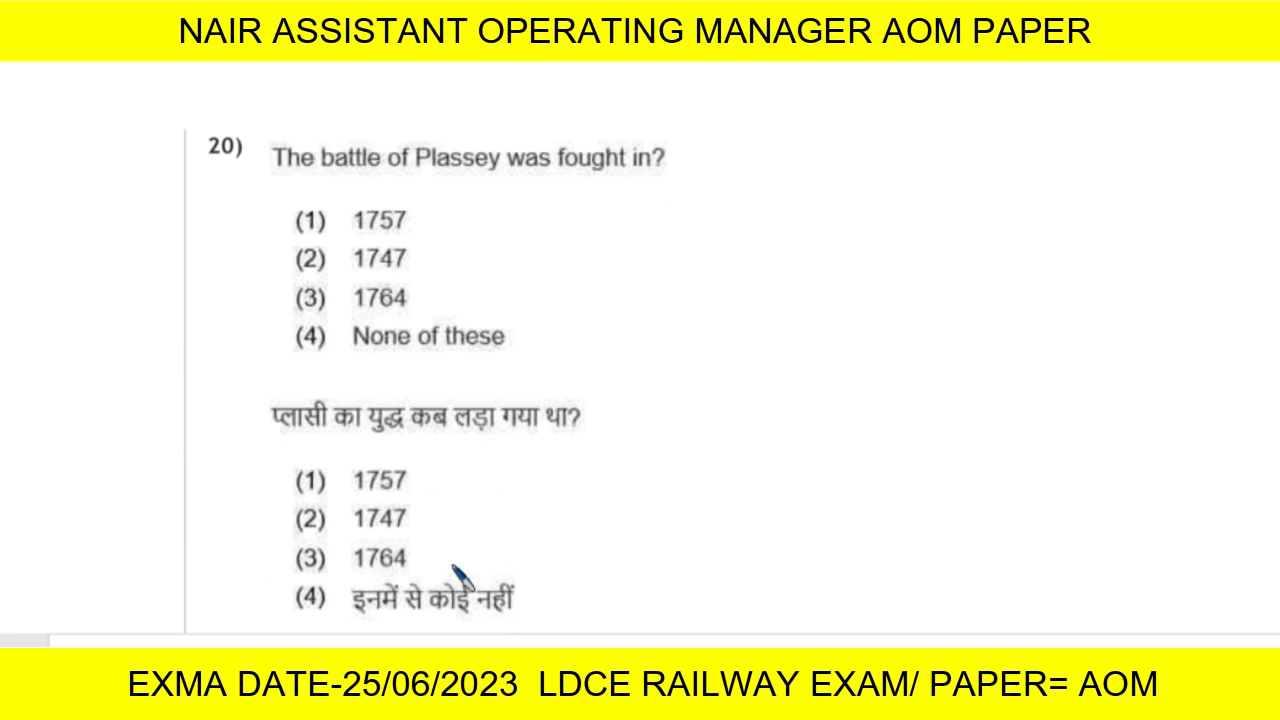 NAIR ASSISTANT OPERATING MANAGER AOM PAPER
20) The battle of Plassey was fought in?
(1) 1757
(2) 1747
(3) 1764
(4) None of these
प्लासी का युद्ध कब लड़ा गया था?
(1) 1757
(2) 1747
(3) 1764
(4) इनमें से कोई नहीं
EXMA DATE-25/06/2023 LDCE RAILWAY EXAM/ PAPER= AOM